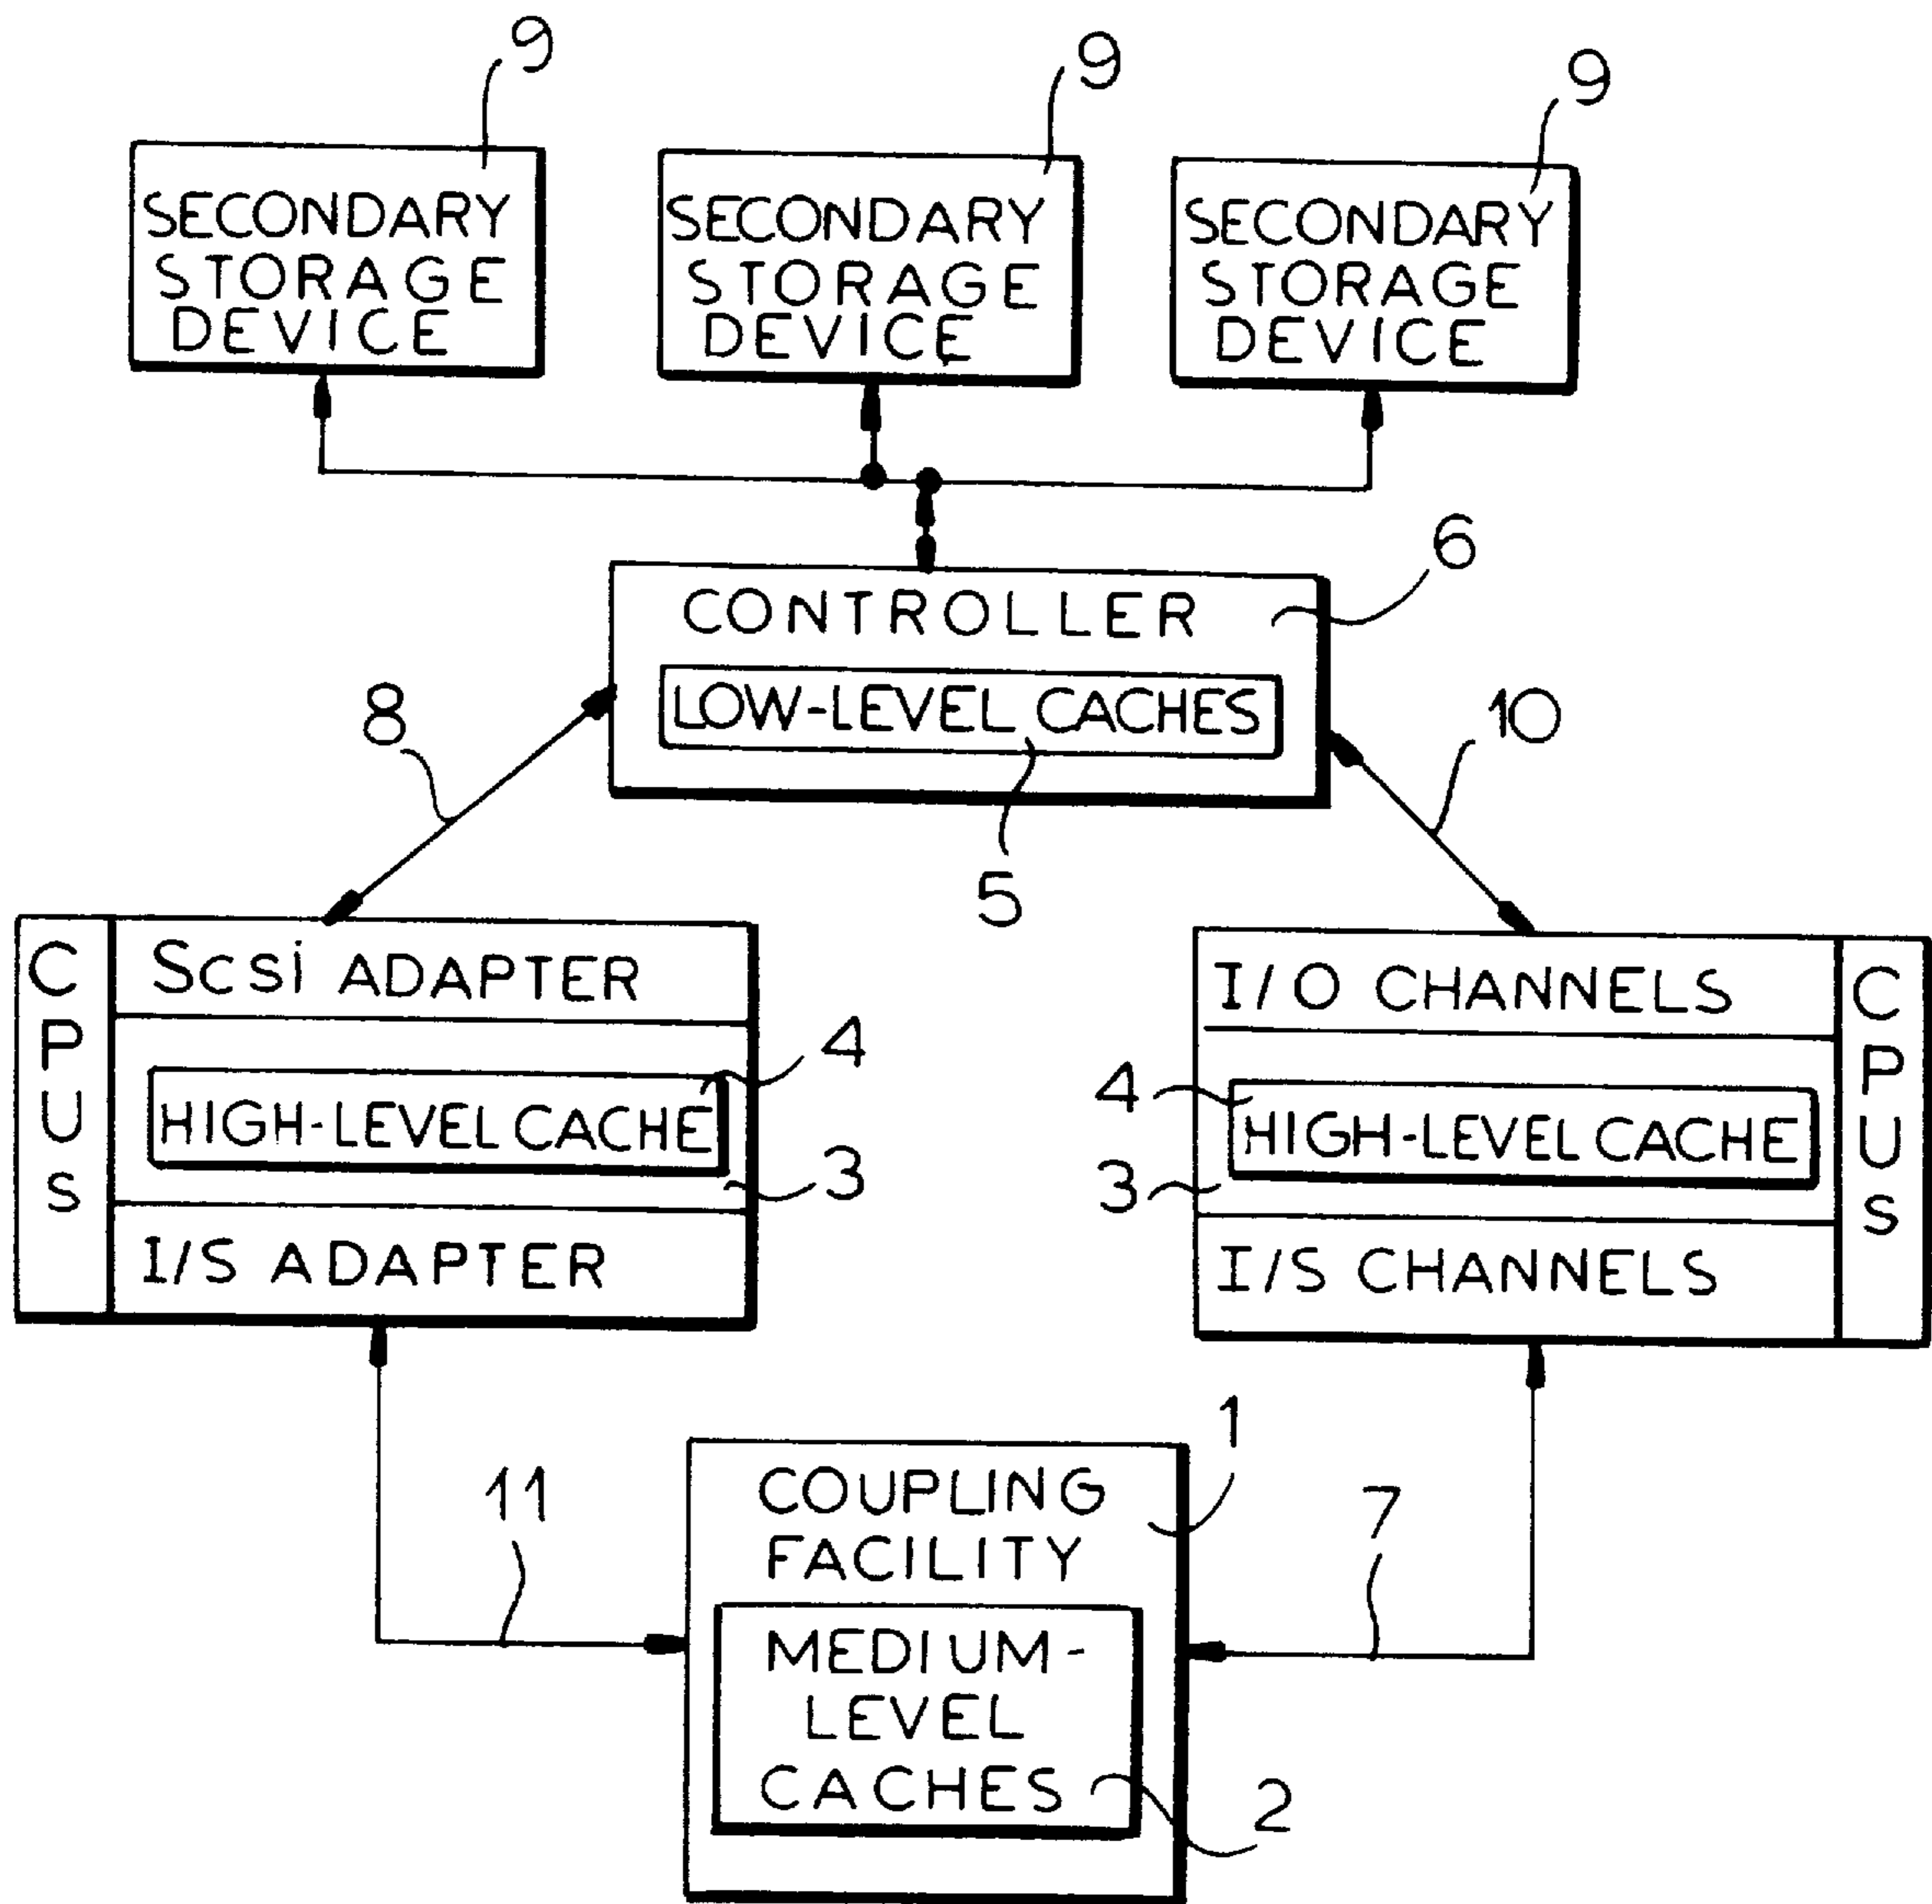 9
9
9
SECONDARY
STORAGE
DEVICE
SECONDARY
STORAGE
DEVICE
SECONDARY
STORAGE
DEVICE
6
CONTROLLER
LOW-LEVEL CACHES
8
10
5
CPUS
Scsi ADAPTER
4
HIGH-LEVEL CACHE
3
I/S ADAPTER
I/O CHANNELS
4
HIGH-LEVEL CACHE
3
I/S CHANNELS
CPUS
1
COUPLING
FACILITY
11
7
MEDIUM-
LEVEL
CACHES
2